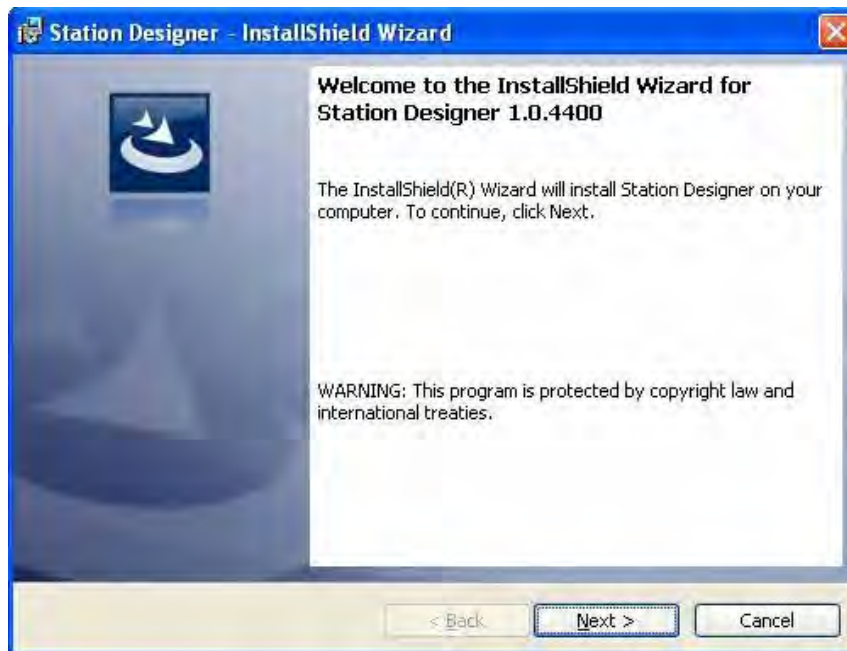 Station Designer - InstallShield Wizard
Welcome to the InstallShield Wizard for
Station Designer 1.0.4400
The InstallShield(R) Wizard will install Station Designer on your
computer. To continue, click Next.
WARNING: This program is protected by copyright law and
international treaties.
< Back
Next >
Cancel